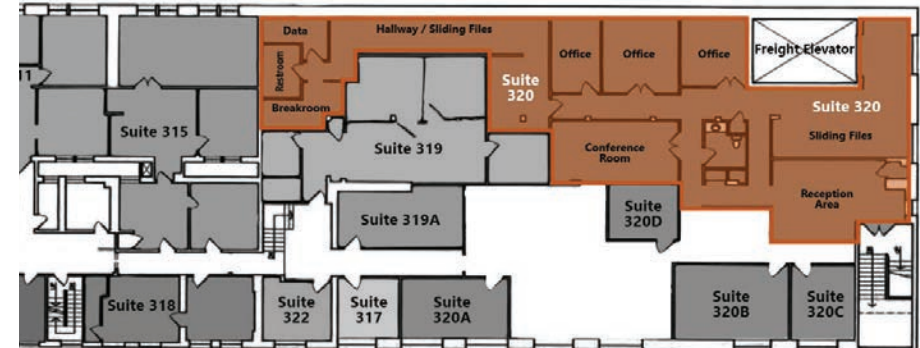 Data
Hallway / Sliding Files
Restroom
Breakroom
Suite
320
Office
Office
Office
Freight Elevator
Suite 320
Sliding Files
11
Suite 315
Suite 319
Conference
Room
Reception
Area
Suite 319A
Suite
320D
Suite 318
Suite
322
Suite
317
Suite
320A
Suite
320B
Suite
320C